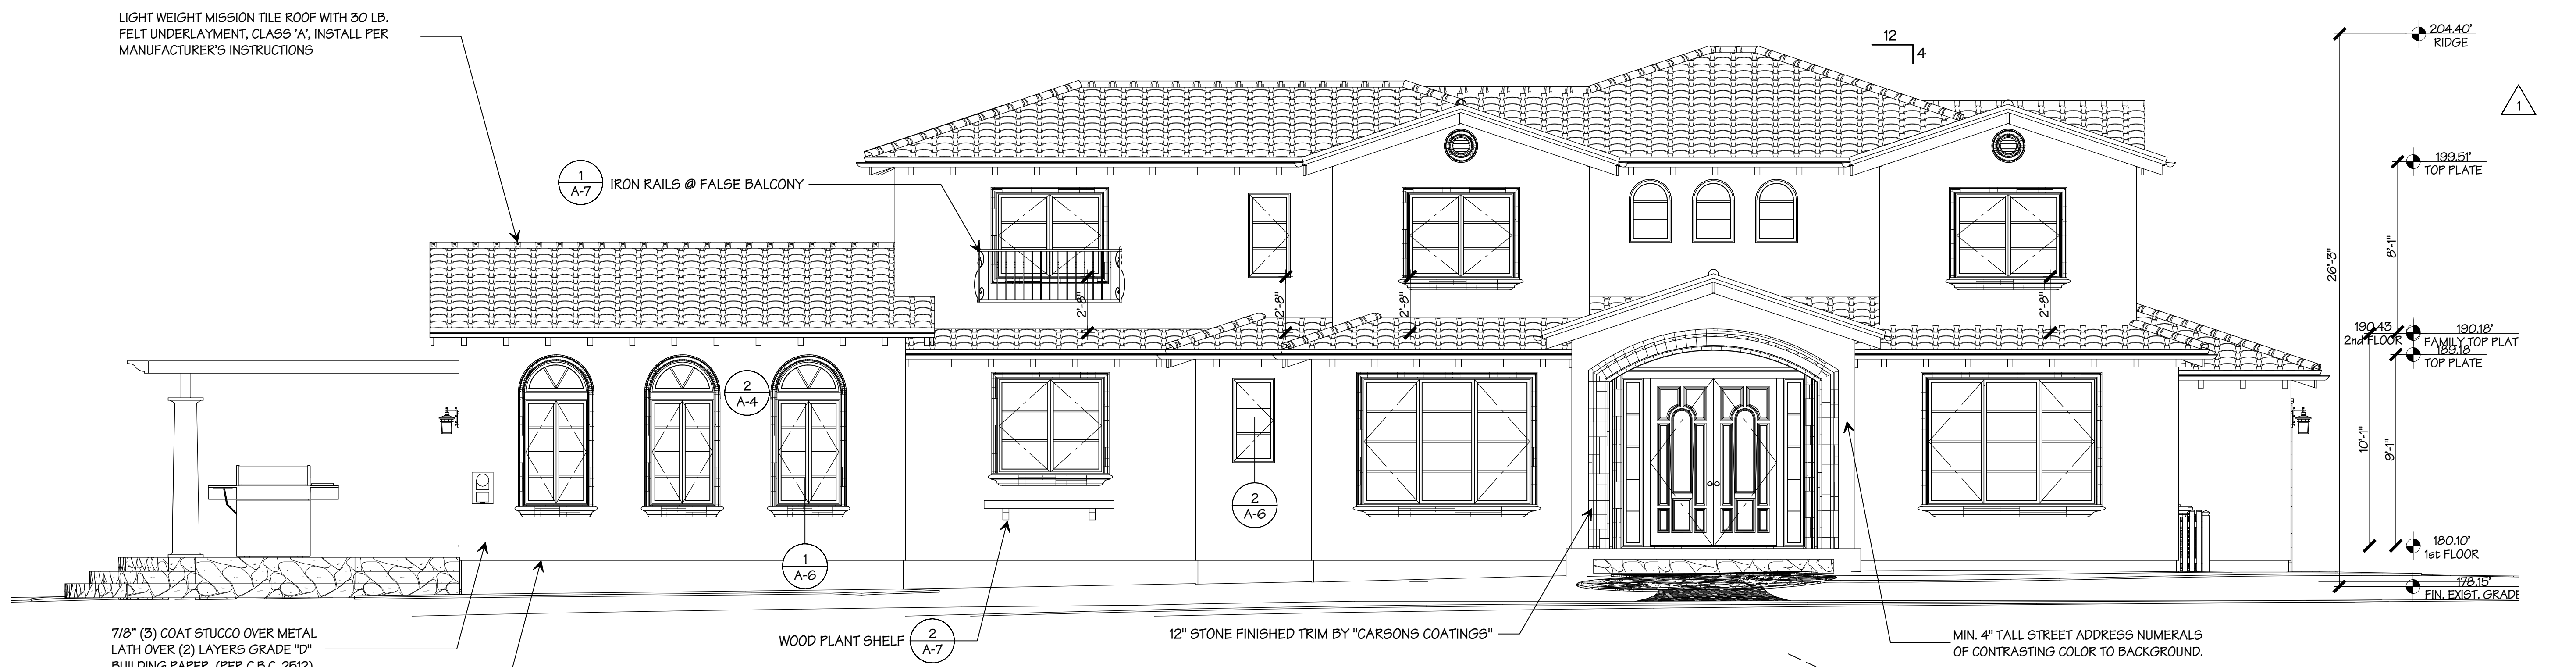 LIGHT WEIGHT MISSION TILE ROOF WITH 30 LB.
FELT UNDERLAYMENT, CLASS 'A', INSTALL PER
MANUFACTURER'S INSTRUCTIONS
12
4
204.40'
RIDGE
1
1
A-7
IRON RAILS @ FALSE BALCONY
199.51'
TOP PLATE
8'-1"
26'-3"
2'-8"
2'-8"
2'-8"
2'-8"
190.43
2nd FLOOR
190.18'
FAMILY TOP PLAT
189.18
TOP PLATE
2
A-4
10'-1"
9'-1"
2
A-6
1
A-6
180.10'
1st FLOOR
178.15'
FIN. EXIST. GRADE
7/8" (3) COAT STUCCO OVER METAL
LATH OVER (2) LAYERS GRADE "D"
BUILDING PAPER. (PER C.B.C. 2512)
WOOD PLANT SHELF
2
A-7
12" STONE FINISHED TRIM BY "CARSONS COATINGS"
MIN. 4" TALL STREET ADDRESS NUMERALS
OF CONTRASTING COLOR TO BACKGROUND.